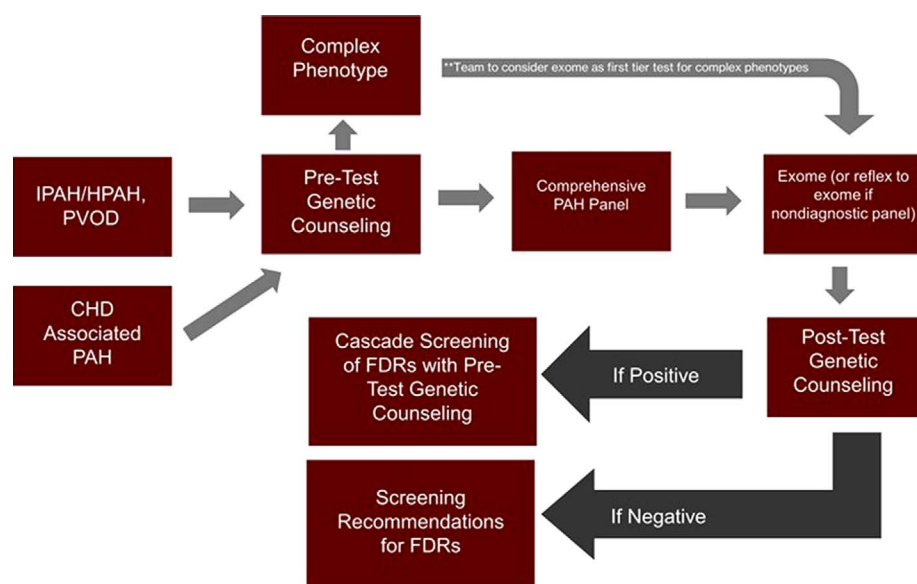 Complex
Phenotype
**Team to consider exome as first tier test for complex phenotypes
IPAH/HPAH,
PVOD
Pre-Test
Genetic
Counseling
Comprehensive
PAH Panel
Exome (or reflex to
exome if
nondiagnostic panel)
CHD
Associated
PAH
Cascade Screening
of FDRs with Pre-
Test Genetic
Counseling
If Positive
Post-Test
Genetic
Counseling
Screening
Recommendations
for FDRs
If Negative